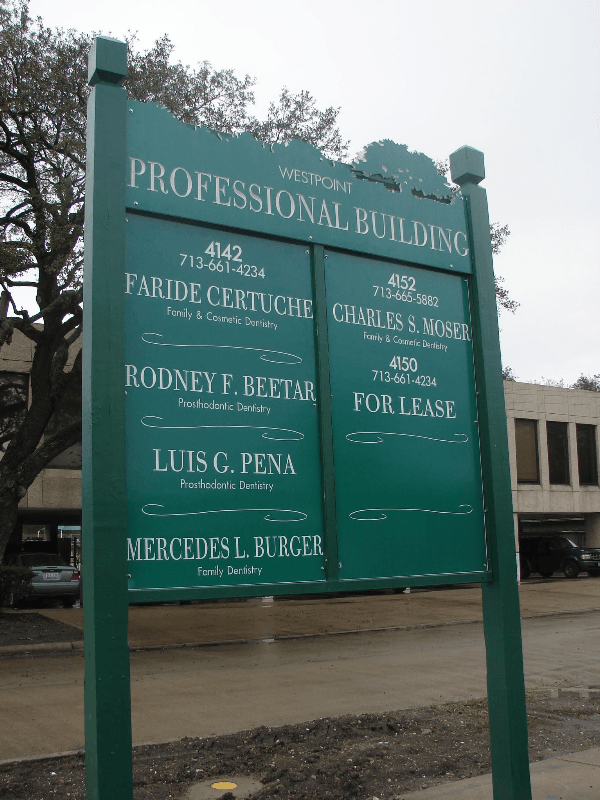 WESTPOINT
PROFESSIONAL BUILDING
4142
713-661-4234
FARIDE CERTUCHE
Family & Cosmetic Dentistry
RODNEY F. BEETAR
Prosthodontic Dentistry
LUIS G. PENA
Prosthodontic Dentistry
MERCEDES L. BURGER
Family Dentistry
4152
713-665-5882
CHARLES S. MOSER
Family & Cosmetic Dentistry
4150
713-661-4234
FOR LEASE